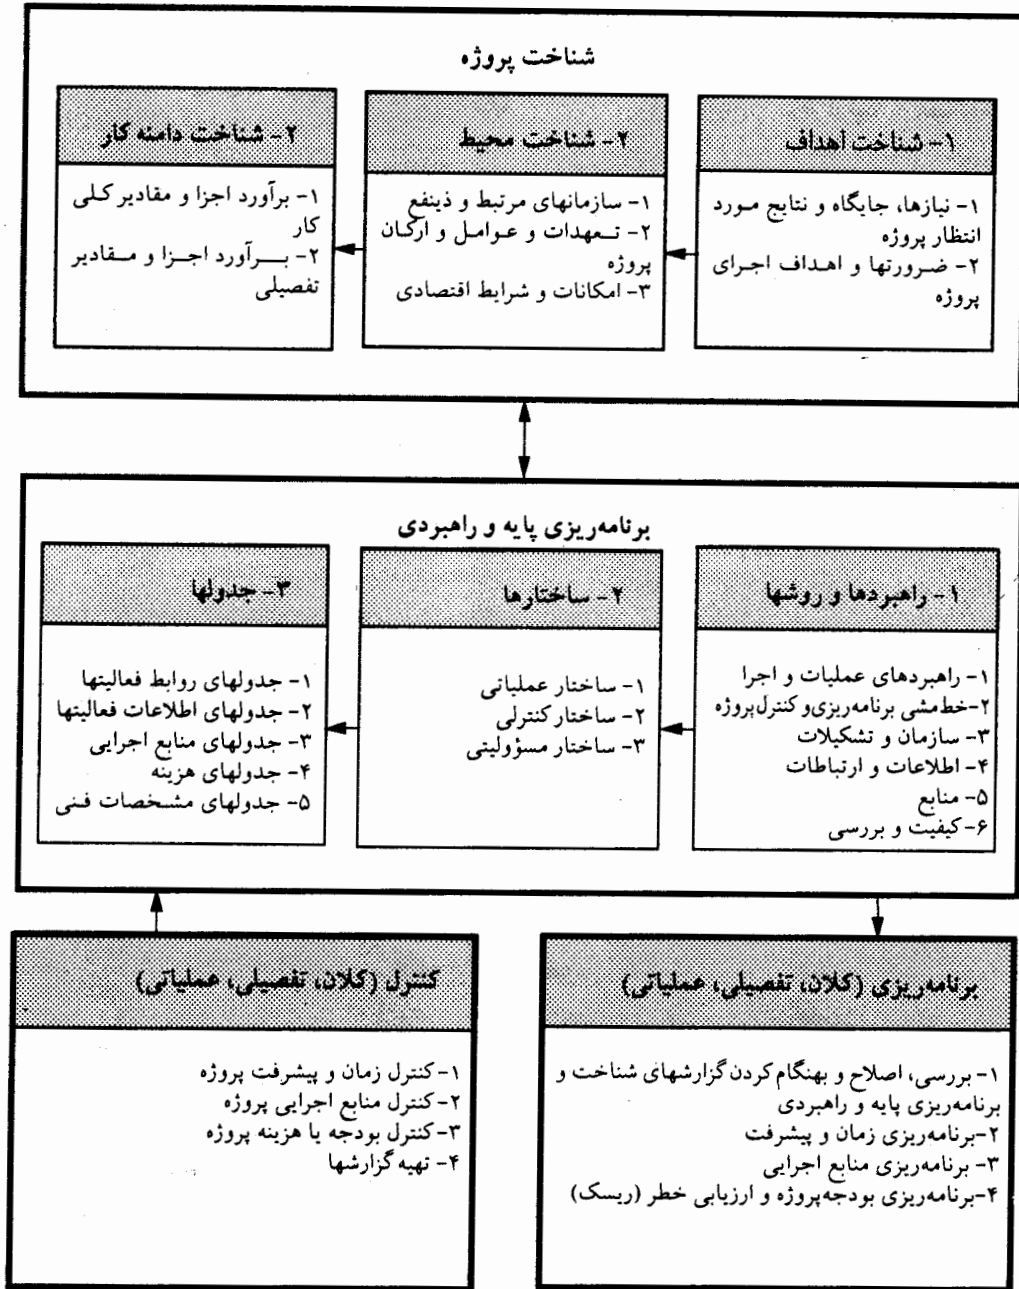 شناخت پروژه
۱- شناخت اهداف
۱- نیازها، جایگاه و نتایج مورد
انتظار پروژه
۲- ضرورتها و اهداف اجرای
پروژه
۲- شناخت محیط
۱- سازمانهای مرتبط و ذینفع
۲- تعهدات و عوامل و ارکان
پروژه
۳- امکانات و شرایط اقتصادی
۲- شناخت دامنه کار
۱- برآورد اجزا و مقادیر کلی
کار
۲- برآورد اجزا و مقادیر
تفصیلی
برنامه‌ریزی پایه و راهبردی
۱- راهبردها و روشها
۱- راهبردهای عملیات و اجرا
۲-خط‌مشی برنامه‌ریزی و کنترل پروژه
۳- سازمان و تشکیلات
۴- اطلاعات و ارتباطات
۵- منابع
۶- کیفیت و بررسی
۲- ساختارها
۱- ساختار عملیاتی
۲- ساختار کنترلی
۳- ساختار مسؤولیتی
۳- جدولها
۱- جدولهای روابط فعالیتها
۲- جدولهای اطلاعات فعالیتها
۳- جدولهای منابع اجرایی
۴- جدولهای هزینه
۵- جدولهای مشخصات فنی
برنامه‌ریزی (کلان، تفصیلی، عملیاتی)
۱- بررسی، اصلاح و بهنگام کردن گزارشهای شناخت و
برنامه‌ریزی پایه و راهبردی
۲-برنامه‌ریزی زمان و پیشرفت
۳- برنامه‌ریزی منابع اجرایی
۴-برنامه‌ریزی بودجه پروژه و ارزیابی خطر (ریسک)
کنترل (کلان، تفصیلی، عملیاتی)
۱-کنترل زمان و پیشرفت پروژه
۲-کنترل منابع اجرایی پروژه
۳-کنترل بودجه یا هزینه پروژه
۴- تهیه گزارشها